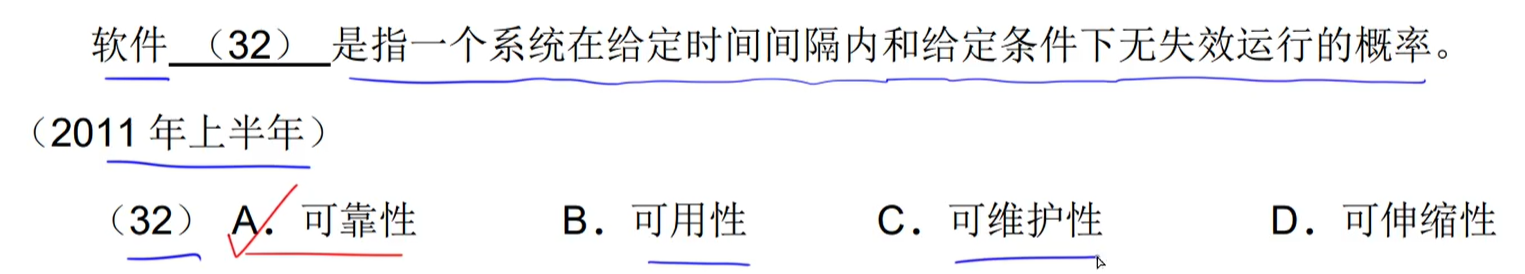 软件 （32） 是指一个系统在给定时间间隔内和给定条件下无失效运行的概率。
（2011 年上半年）
（32） A．可靠性 B．可用性 C．可维护性 D．可伸缩性